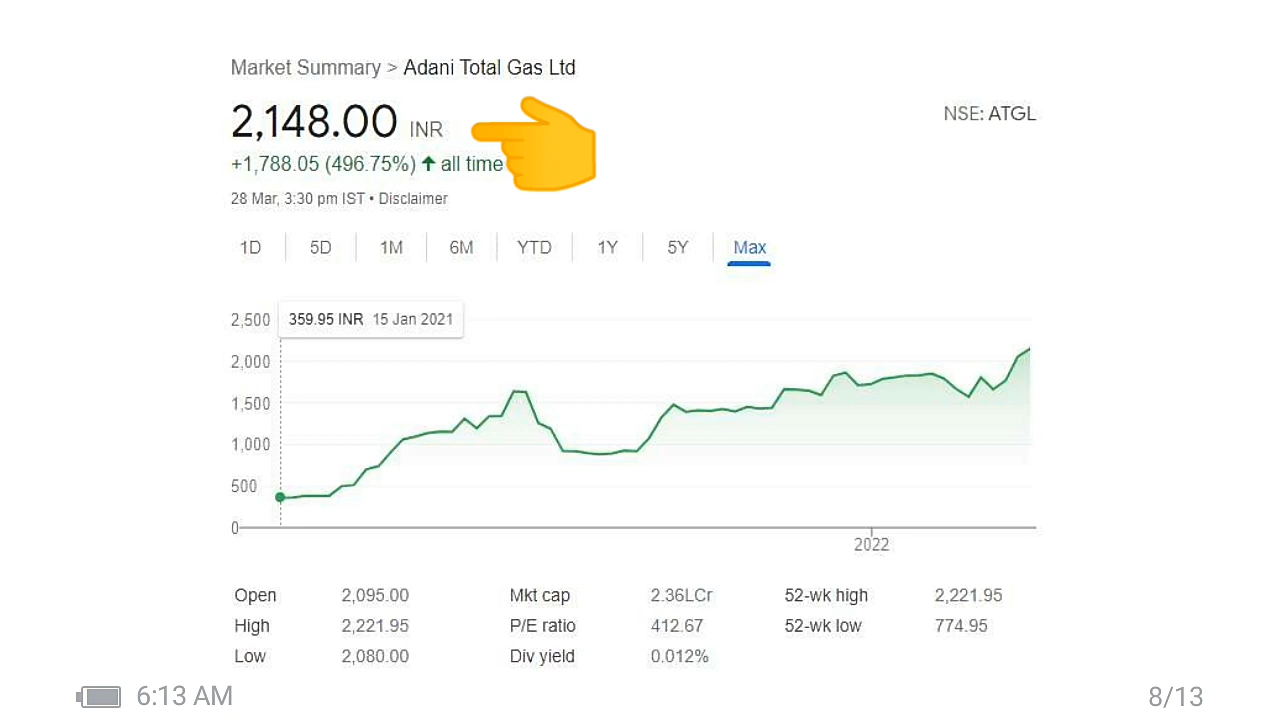 Market Summary > Adani Total Gas Ltd
2,148.00 INR
NSE: ATGL
+1,788.05 (496.75%) ↑ all time
28 Mar, 3:30 pm IST • Disclaimer
1D 5D 1M 6M YTD 1Y 5Y Max
359.95 INR 15 Jan 2021
2,500
2,000
1,500
1,000
500
0
2022
Open 2,095.00 Mkt cap 2.36LCr 52-wk high 2,221.95
High 2,221.95 P/E ratio 412.67 52-wk low 774.95
Low 2,080.00 Div yield 0.012%
6:13 AM 8/13